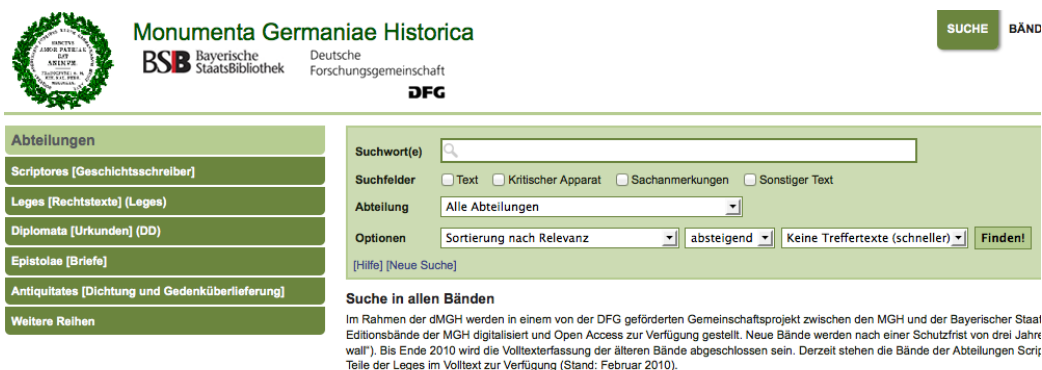 Monumenta Germaniae Historica
BSB Bayerische StaatsBibliothek
Deutsche Forschungsgemeinschaft
DFG
SUCHE BÄND
Abteilungen
Scriptores [Geschichtsschreiber]
Leges [Rechtstexte] (Leges)
Diplomata [Urkunden] (DD)
Epistolae [Briefe]
Antiquitates [Dichtung und Gedenküberlieferung]
Weitere Reihen
Suchwort(e)
Suchfelder Text Kritischer Apparat Sachanmerkungen Sonstiger Text
Abteilung Alle Abteilungen
Optionen Sortierung nach Relevanz absteigend Keine Treffertexte (schneller) Finden!
[Hilfe] [Neue Suche]
Suche in allen Bänden
Im Rahmen der dMGH werden in einem von der DFG geförderten Gemeinschaftsprojekt zwischen den MGH und der Bayerischer Staa
Editionsbände der MGH digitalisiert und Open Access zur Verfügung gestellt. Neue Bände werden nach einer Schutzfrist von drei Jahre
wall"). Bis Ende 2010 wird die Volltexterfassung der älteren Bände abgeschlossen sein. Derzeit stehen die Bände der Abteilungen Scrip
Teile der Leges im Volltext zur Verfügung (Stand: Februar 2010).